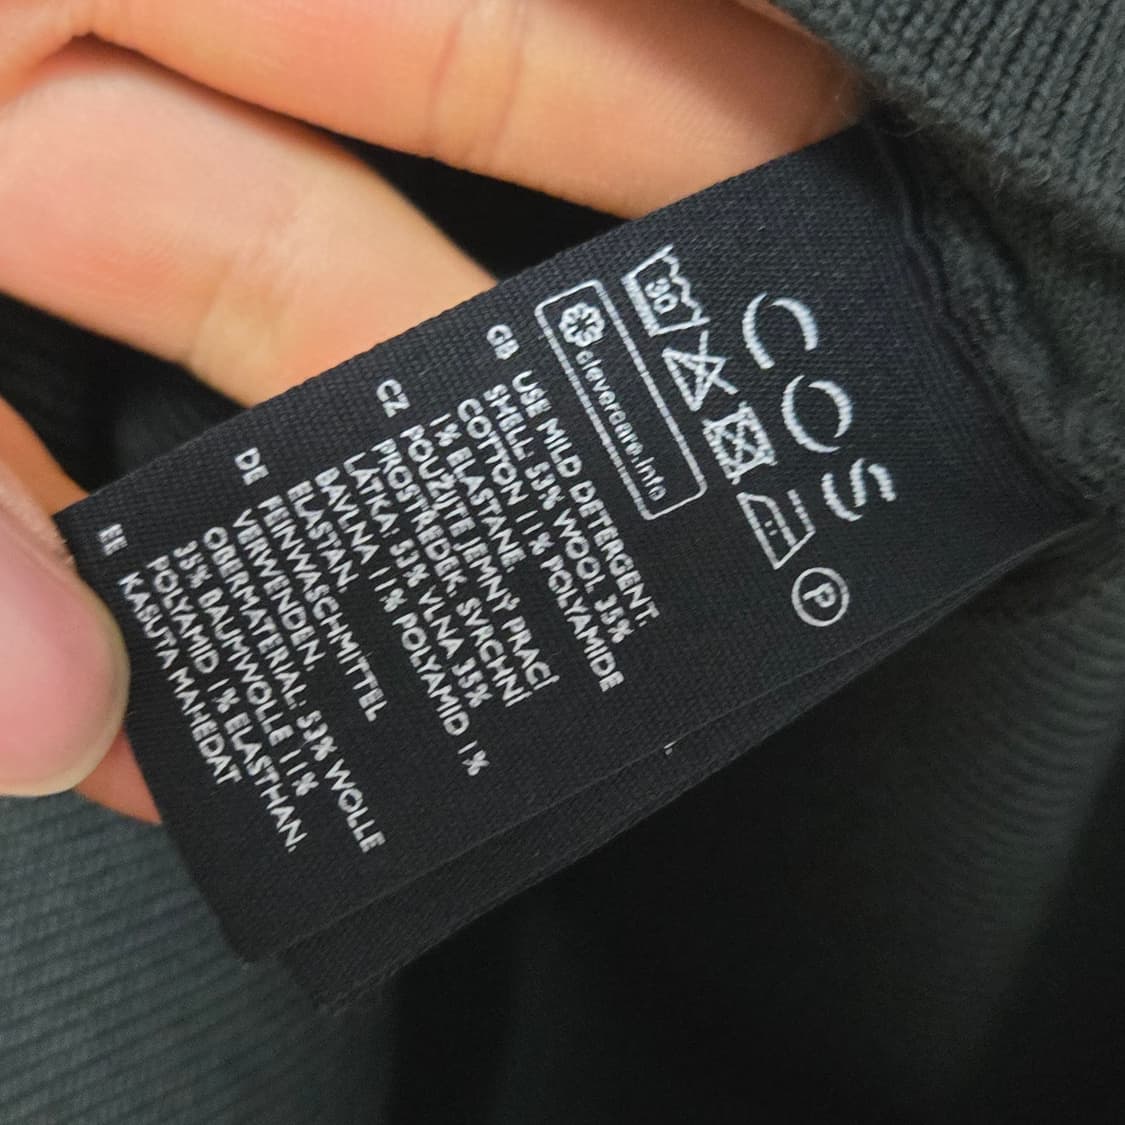 COS
30
P
clevercare.info
GB USE MILD DETERGENT.
SHELL: 53% WOOL 35%
COTTON 11% POLYAMIDE
1% ELASTANE.
CZ POUŽIJTE JEMNÝ PRACÍ
PROSTŘEDEK. SVRCHNÍ
LÁTKA: 53% VLNA 35%
BAVLNA 11% POLYAMID 1%
ELASTAN.
DE FEINWASCHMITTEL
VERWENDEN.
OBERMATERIAL: 53% WOLLE
35% BAUMWOLLE 11%
POLYAMID 1% ELASTHAN.
EE KASUTA MAHEDAT